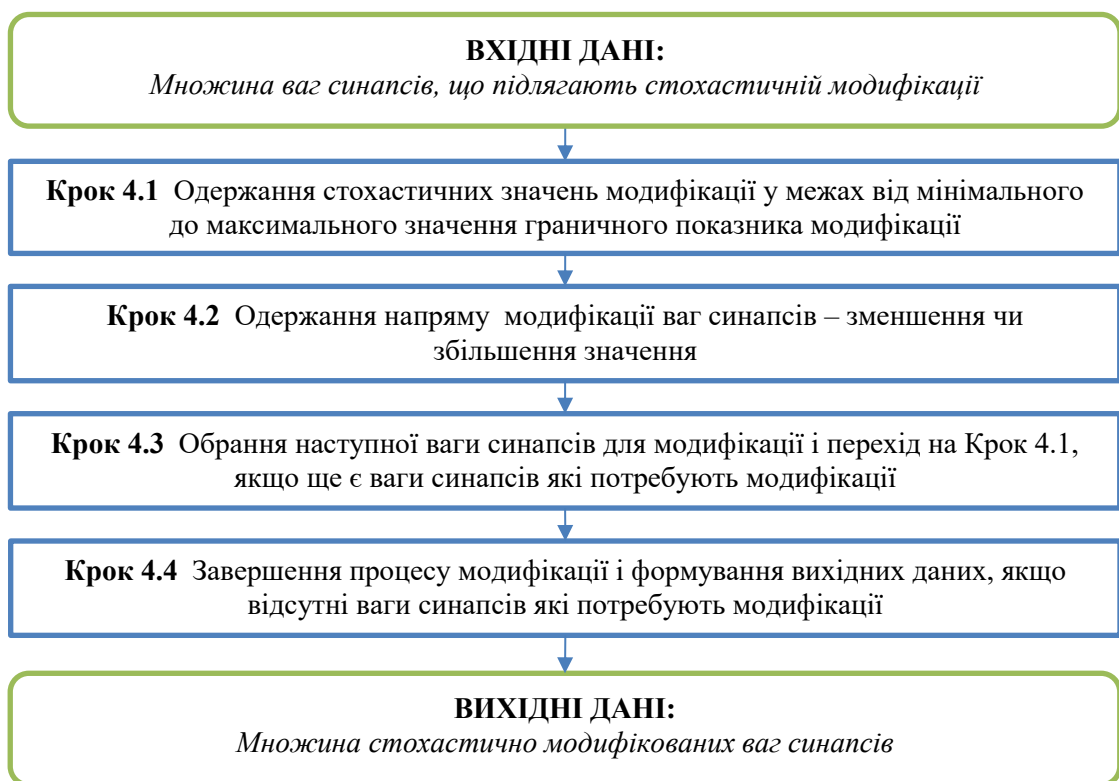 ВХІДНІ ДАНІ:
Множина ваг синапсів, що підлягають стохастичній модифікації
Крок 4.1 Одержання стохастичних значень модифікації у межах від мінімального
до максимального значення граничного показника модифікації
Крок 4.2 Одержання напряму модифікації ваг синапсів – зменшення чи
збільшення значення
Крок 4.3 Обрання наступної ваги синапсів для модифікації і перехід на Крок 4.1,
якщо ще є ваги синапсів які потребують модифікації
Крок 4.4 Завершення процесу модифікації і формування вихідних даних, якщо
відсутні ваги синапсів які потребують модифікації
ВИХІДНІ ДАНІ:
Множина стохастично модифікованих ваг синапсів